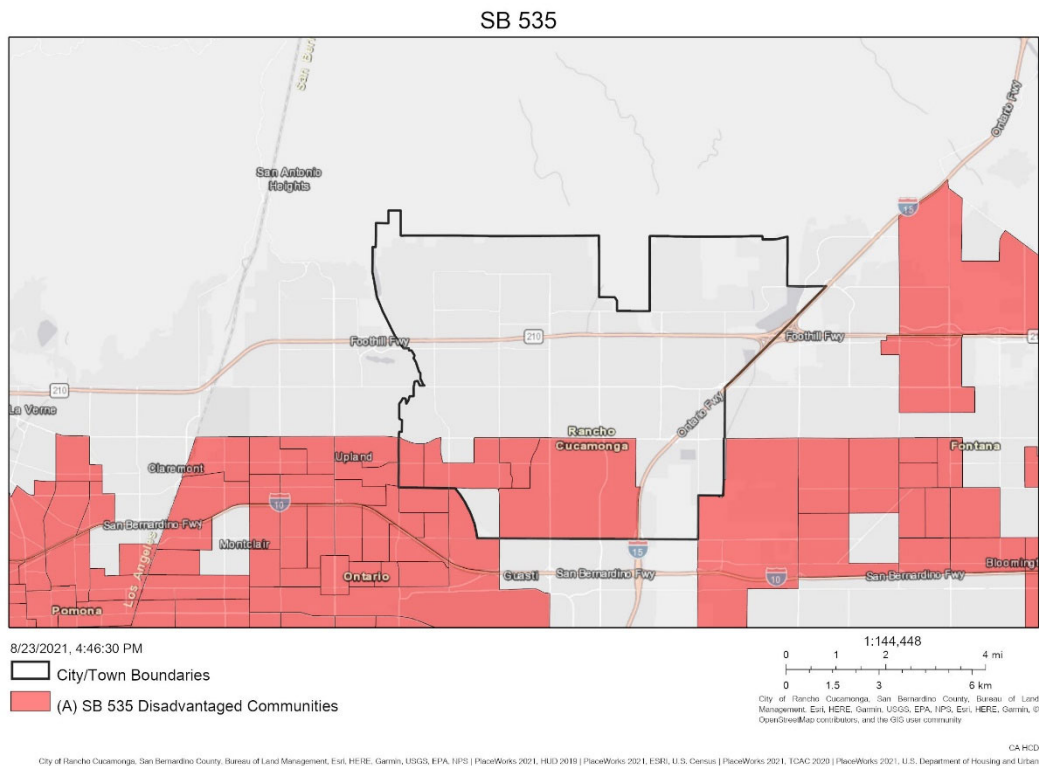 SB 535
San Bern
Ontario Fwy
San Antonio
Heights
15
Foothill Fwy
210
Foothill Fwy
210
La Verne
Ontario Fwy
Rancho
Cucamonga
Fontana
Upland
Claremont
10
San Bernardino Fwy
Montclair
Los Angeles
15
Bloomingt
Ontario
Guasti
San Bernardino Fwy
10
San Bernardino Fwy
Pomona
8/23/2021, 4:46:30 PM
City/Town Boundaries
(A) SB 535 Disadvantaged Communities
1:144,448
0 1 2 4 mi
0 1.5 3 6 km
City of Rancho Cucamonga, San Bernardino County, Bureau of Land
Management, Esri, HERE, Garmin, USGS, EPA, NPS, Esri, HERE, Garmin, ©
OpenStreetMap contributors, and the GIS user community
CA HCD
City of Rancho Cucamonga, San Bernardino County, Bureau of Land Management, Esri, HERE, Garmin, USGS, EPA, NPS | PlaceWorks 2021, HUD 2019 | PlaceWorks 2021, ESRI, U.S. Census | PlaceWorks 2021, TCAC 2020 | PlaceWorks 2021, U.S. Department of Housing and Urban